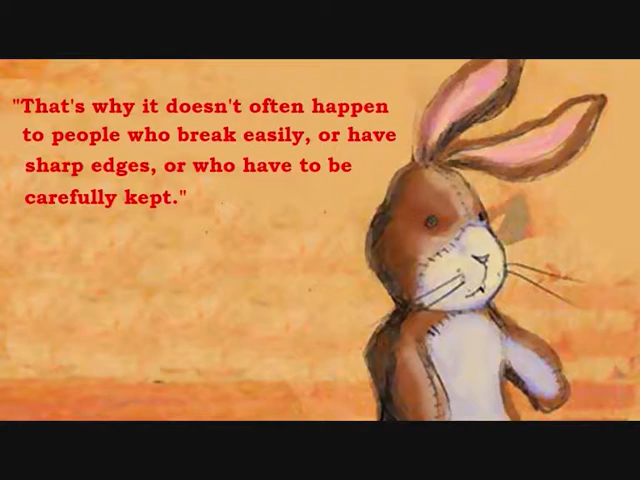 "That's why it doesn't often happen
to people who break easily, or have
sharp edges, or who have to be
carefully kept."